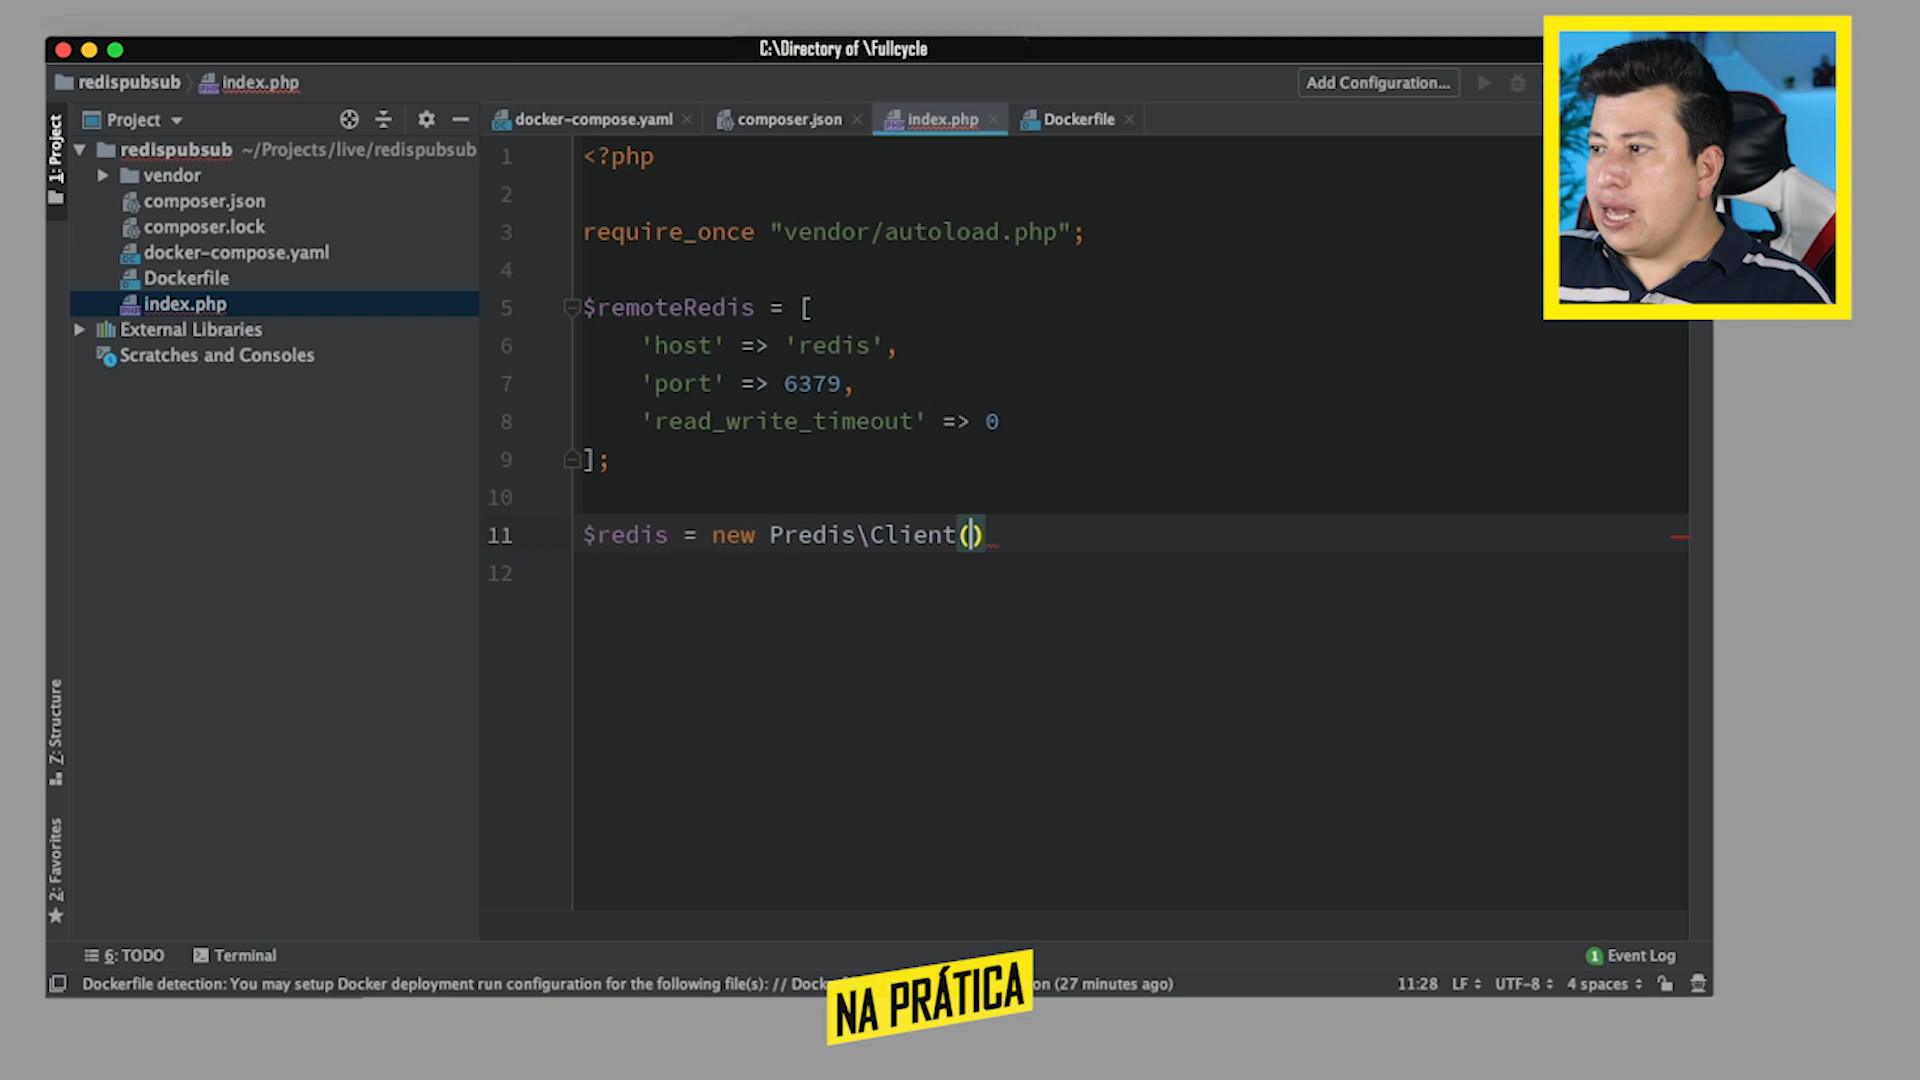 C:\Directory of \Fullcycle
redispubsub
index.php
Add Configuration...
1: Project
Project
docker-compose.yaml
composer.json
index.php
Dockerfile
redispubsub ~/Projects/live/redispubsub
vendor
composer.json
composer.lock
docker-compose.yaml
Dockerfile
index.php
External Libraries
Scratches and Consoles
1 <?php
2
3 require_once "vendor/autoload.php";
4
5 $remoteRedis = [
6 'host' => 'redis',
7 'port' => 6379,
8 'read_write_timeout' => 0
9 ];
10
11 $redis = new Predis\Client()
12
Z: Structure
2: Favorites
6: TODO
Terminal
1 Event Log
Dockerfile detection: You may setup Docker deployment run configuration for the following file(s): // Dock
on (27 minutes ago)
11:28 LF UTF-8 4 spaces
NA PRÁTICA